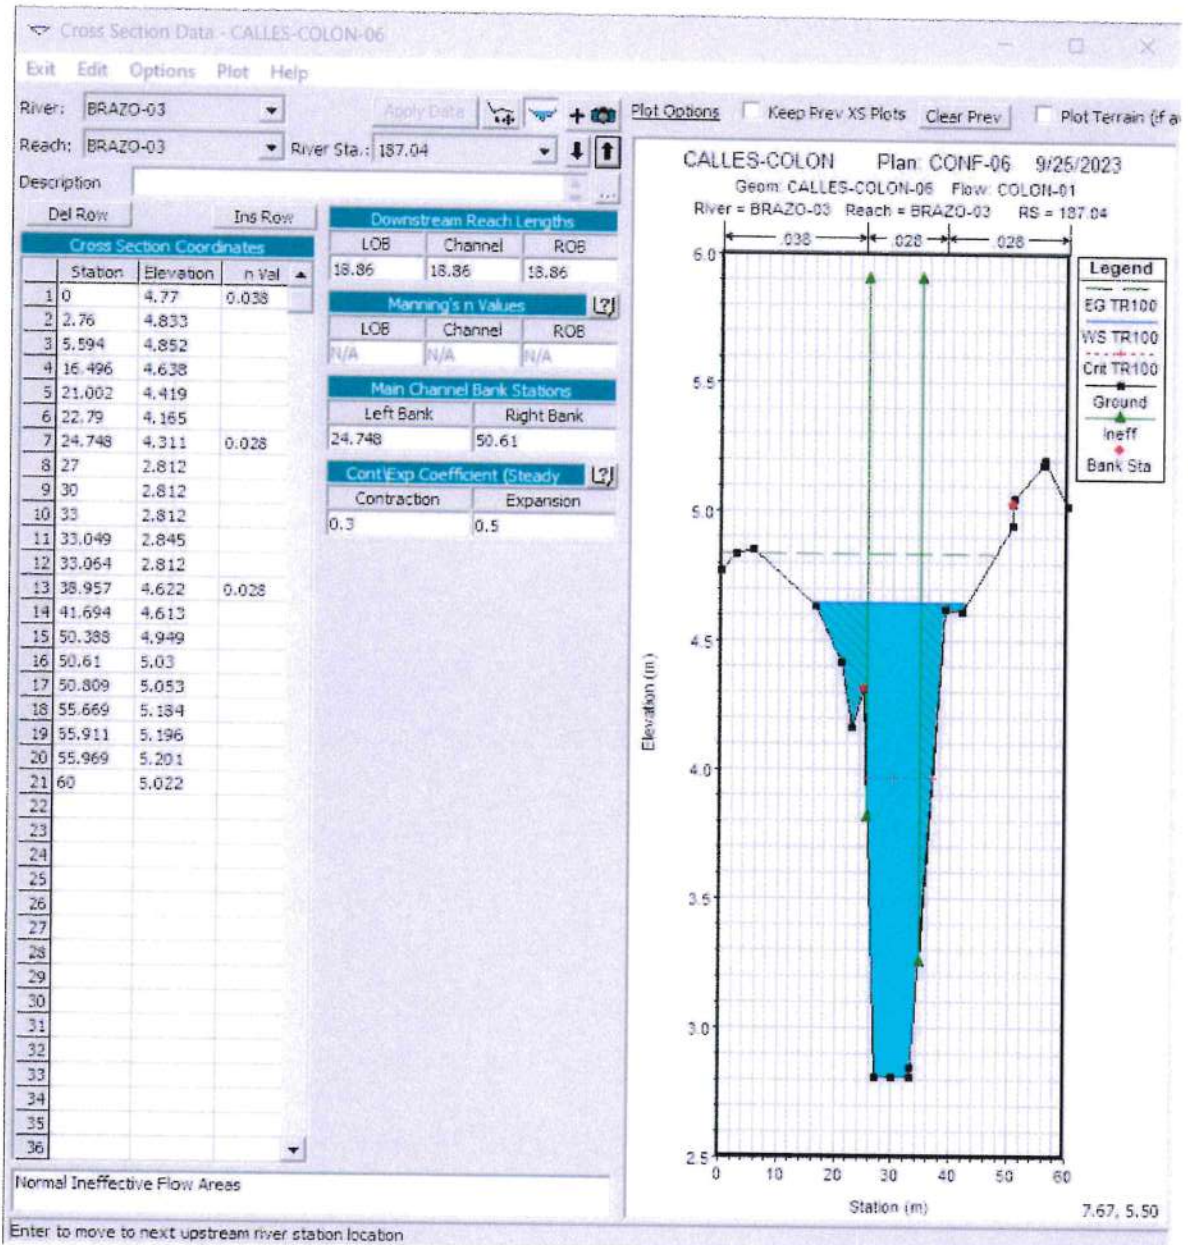 Cross Section Data - CALLES-COLON-06
Exit Edit Options Plot Help
River: BRAZO-03 Apply Data
Reach: BRAZO-03 River Sta.: 187.04
Description ...
Del Row Ins Row
Cross Section Coordinates
Station Elevation n Val
1 0 4.77 0.038
2 2.76 4.833
3 5.594 4.852
4 16.496 4.638
5 21.002 4.419
6 22.79 4.165
7 24.748 4.311 0.028
8 27 2.812
9 30 2.812
10 33 2.812
11 33.049 2.845
12 33.064 2.812
13 38.957 4.622 0.028
14 41.694 4.613
15 50.388 4.949
16 50.61 5.03
17 50.809 5.053
18 55.669 5.184
19 55.911 5.196
20 55.969 5.201
21 60 5.022
22
23
24
25
26
27
28
29
30
31
32
33
34
35
36
Downstream Reach Lengths
LOB Channel ROB
18.86 18.86 18.86
Manning's n Values [?]
LOB Channel ROB
N/A N/A N/A
Main Channel Bank Stations
Left Bank Right Bank
24.748 50.61
Cont\Exp Coefficient (Steady [?]
Contraction Expansion
0.3 0.5
Normal Ineffective Flow Areas
Enter to move to next upstream river station location
Plot Options Keep Prev XS Plots Clear Prev Plot Terrain (if a
CALLES-COLON Plan: CONF-06 9/25/2023
Geom: CALLES-COLON-06 Flow: COLON-01
River = BRAZO-03 Reach = BRAZO-03 RS = 187.04
.038 .028 .028
6.0
5.5
5.0
4.5
4.0
3.5
3.0
2.5
Elevation (m)
0 10 20 30 40 50 60
Station (m)
Legend
EG TR100
WS TR100
Crit TR100
Ground
Ineff
Bank Sta
7.67, 5.50